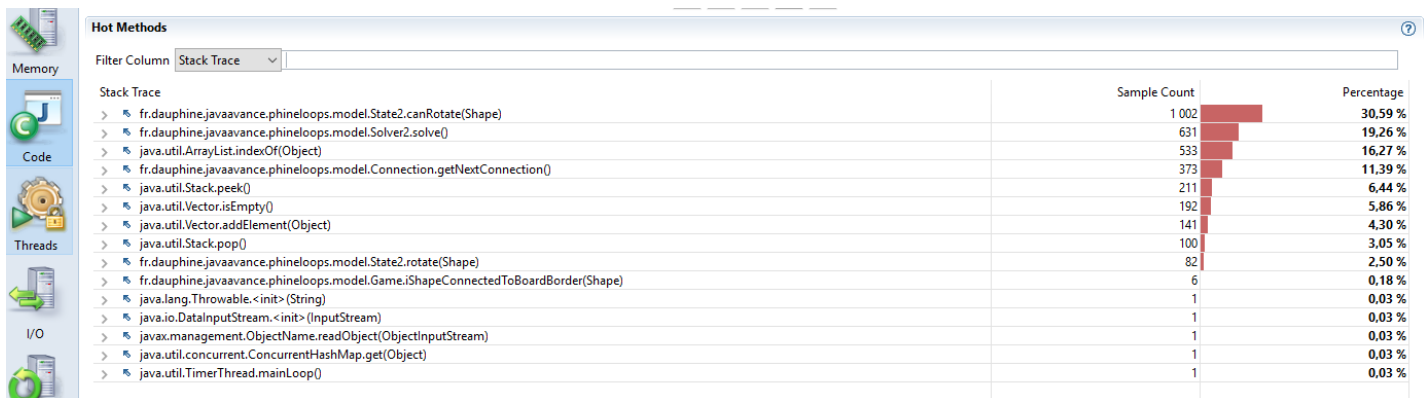 Hot Methods
Memory
Filter Column Stack Trace
Stack Trace Sample Count Percentage
fr.dauphine.javaavance.phineloops.model.State2.canRotate(Shape) 1 002 30,59 %
fr.dauphine.javaavance.phineloops.model.Solver2.solve() 631 19,26 %
java.util.ArrayList.indexOf(Object) 533 16,27 %
Code
fr.dauphine.javaavance.phineloops.model.Connection.getNextConnection() 373 11,39 %
java.util.Stack.peek() 211 6,44 %
java.util.Vector.isEmpty() 192 5,86 %
java.util.Vector.addElement(Object) 141 4,30 %
Threads
java.util.Stack.pop() 100 3,05 %
fr.dauphine.javaavance.phineloops.model.State2.rotate(Shape) 82 2,50 %
fr.dauphine.javaavance.phineloops.model.Game.iShapeConnectedToBoardBorder(Shape) 6 0,18 %
java.lang.Throwable.<init>(String) 1 0,03 %
java.io.DataInputStream.<init>(InputStream) 1 0,03 %
I/O
javax.management.ObjectName.readObject(ObjectInputStream) 1 0,03 %
java.util.concurrent.ConcurrentHashMap.get(Object) 1 0,03 %
java.util.TimerThread.mainLoop() 1 0,03 %